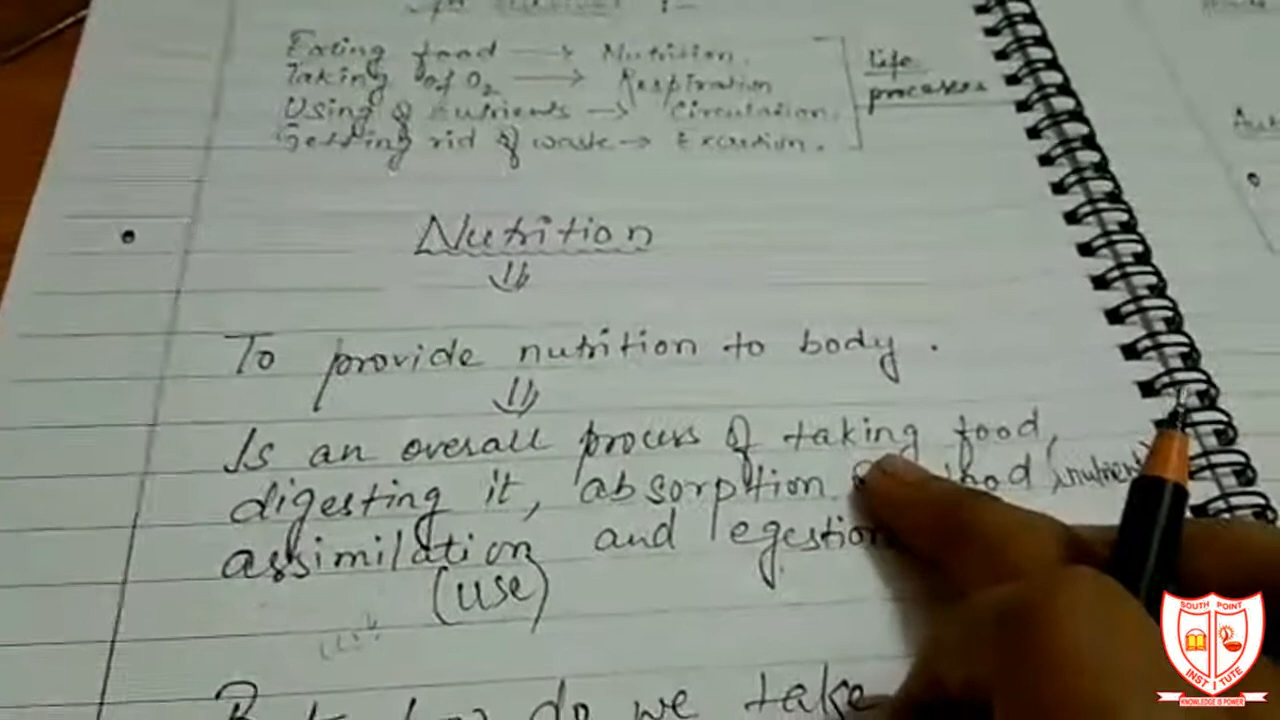 Eating food → Nutrition.
Taking of O2 → Respiration
Using of nutrients → Circulation.
Getting rid of waste → Excretion.
life
processes
Nutrition
To provide nutrition to body.
Is an overall process of taking food,
digesting it, absorption food (nutrient)
assimilation and egestion
(use)
do we take
SOUTH POINT
INSTITUTE
KNOWLEDGE IS POWER